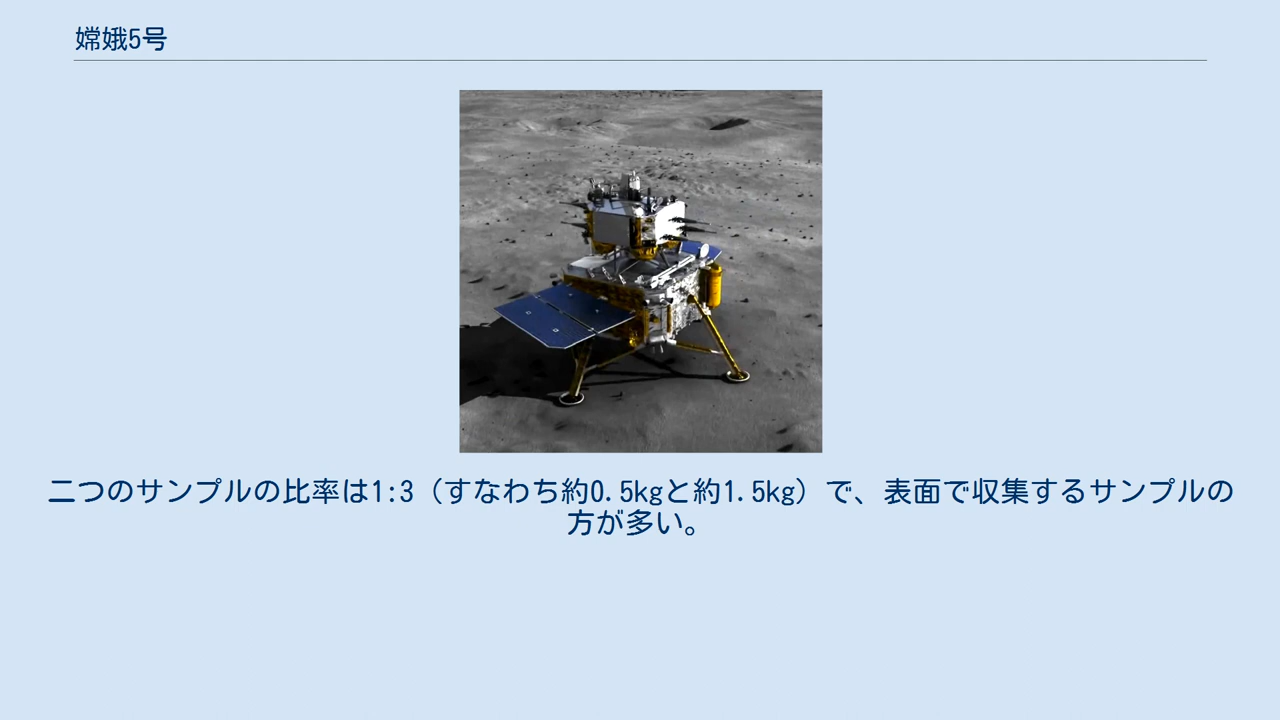 嫦娥5号
二つのサンプルの比率は1:3（すなわち約0.5kgと約1.5kg）で、表面で収集するサンプルの
方が多い。